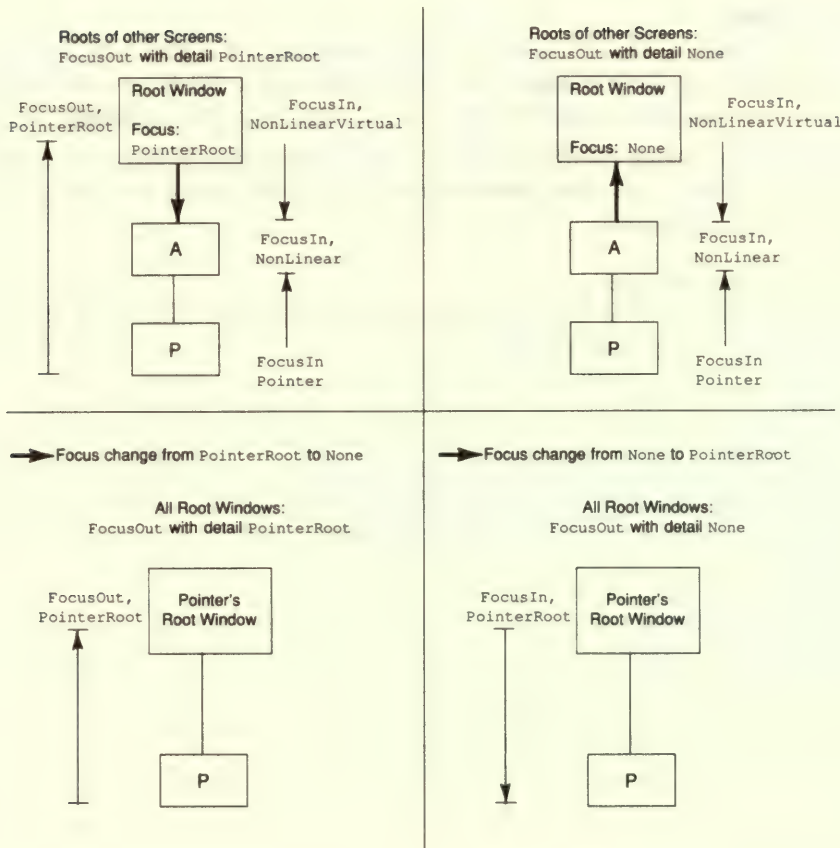 Roots of other Screens:
FocusOut with detail PointerRoot
Root Window
Focus:
PointerRoot
FocusOut,
PointerRoot
FocusIn,
NonLinearVirtual
A
FocusIn,
NonLinear
P
FocusIn
Pointer
Roots of other Screens:
FocusOut with detail None
Root Window
Focus: None
FocusIn,
NonLinearVirtual
A
FocusIn,
NonLinear
P
FocusIn
Pointer
Focus change from PointerRoot to None
All Root Windows:
FocusOut with detail PointerRoot
FocusOut,
PointerRoot
Pointer's
Root Window
P
Focus change from None to PointerRoot
All Root Windows:
FocusOut with detail None
FocusIn,
PointerRoot
Pointer's
Root Window
P